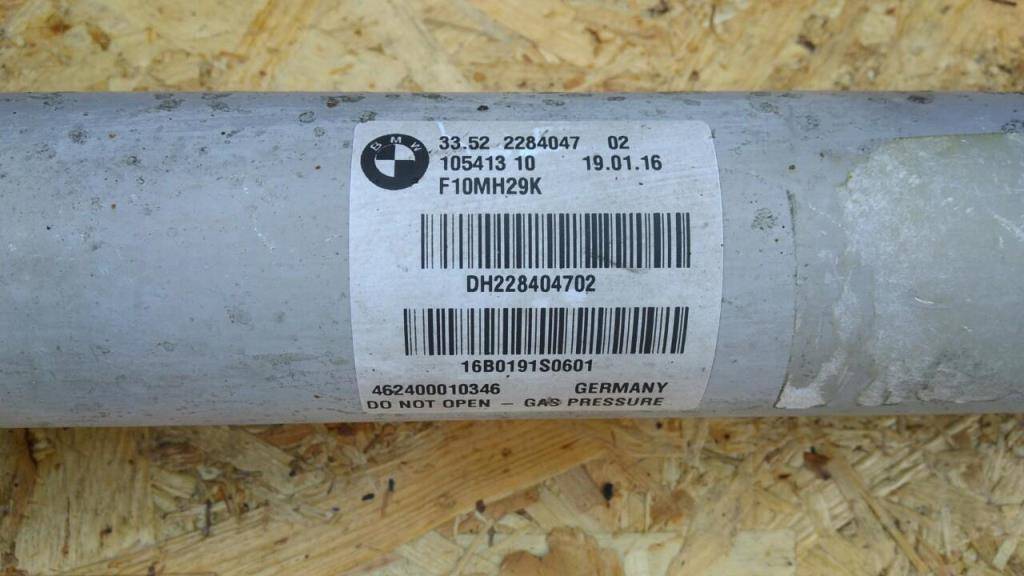 BMW
33.52 2284047 02
105413 10 19.01.16
F10MH29K
DH228404702
16B0191S0601
462400010346 GERMANY
DO NOT OPEN – GAS PRESSURE